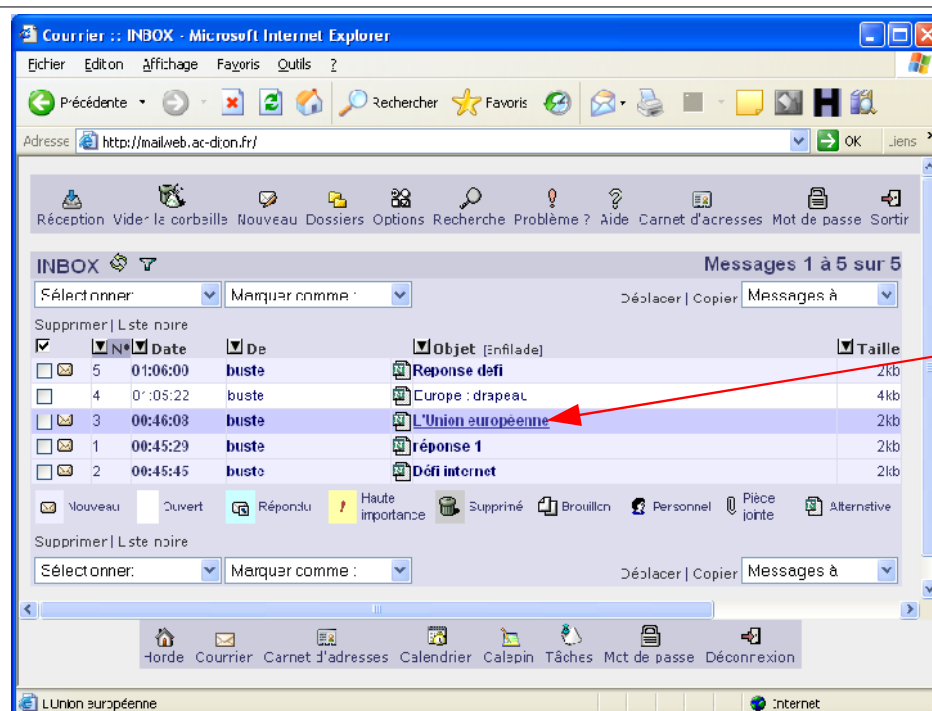 Courrier :: INBOX - Microsoft Internet Explorer
Fichier Edition Affichage Favoris Outils ?
Précédente Rechercher Favoris
Adresse http://mailweb.ac-dijon.fr/ OK Liens
Réception Vider la corbeille Nouveau Dossiers Options Recherche Problème ? Aide Carnet d'adresses Mot de passe Sortir
INBOX Messages 1 à 5 sur 5
Sélectionner: Marquer comme : Déplacer | Copier Messages à
Supprimer | Liste noire
N° Date De Objet [Enfilade] Taille
5 01:06:00 buste Reponse defi 2kb
4 01:05:22 buste Europe : drapeau 4kb
3 00:46:08 buste L'Union européenne 2kb
1 00:45:29 buste réponse 1 2kb
2 00:45:45 buste Défi internet 2kb
Nouveau Ouvert Répondu Haute importance Supprimé Brouillon Personnel Pièce jointe Alternative
Supprimer | Liste noire
Sélectionner: Marquer comme : Déplacer | Copier Messages à
Horde Courrier Carnet d'adresses Calendrier Calepin Tâches Mot de passe Déconnexion
L'Union européenne Internet